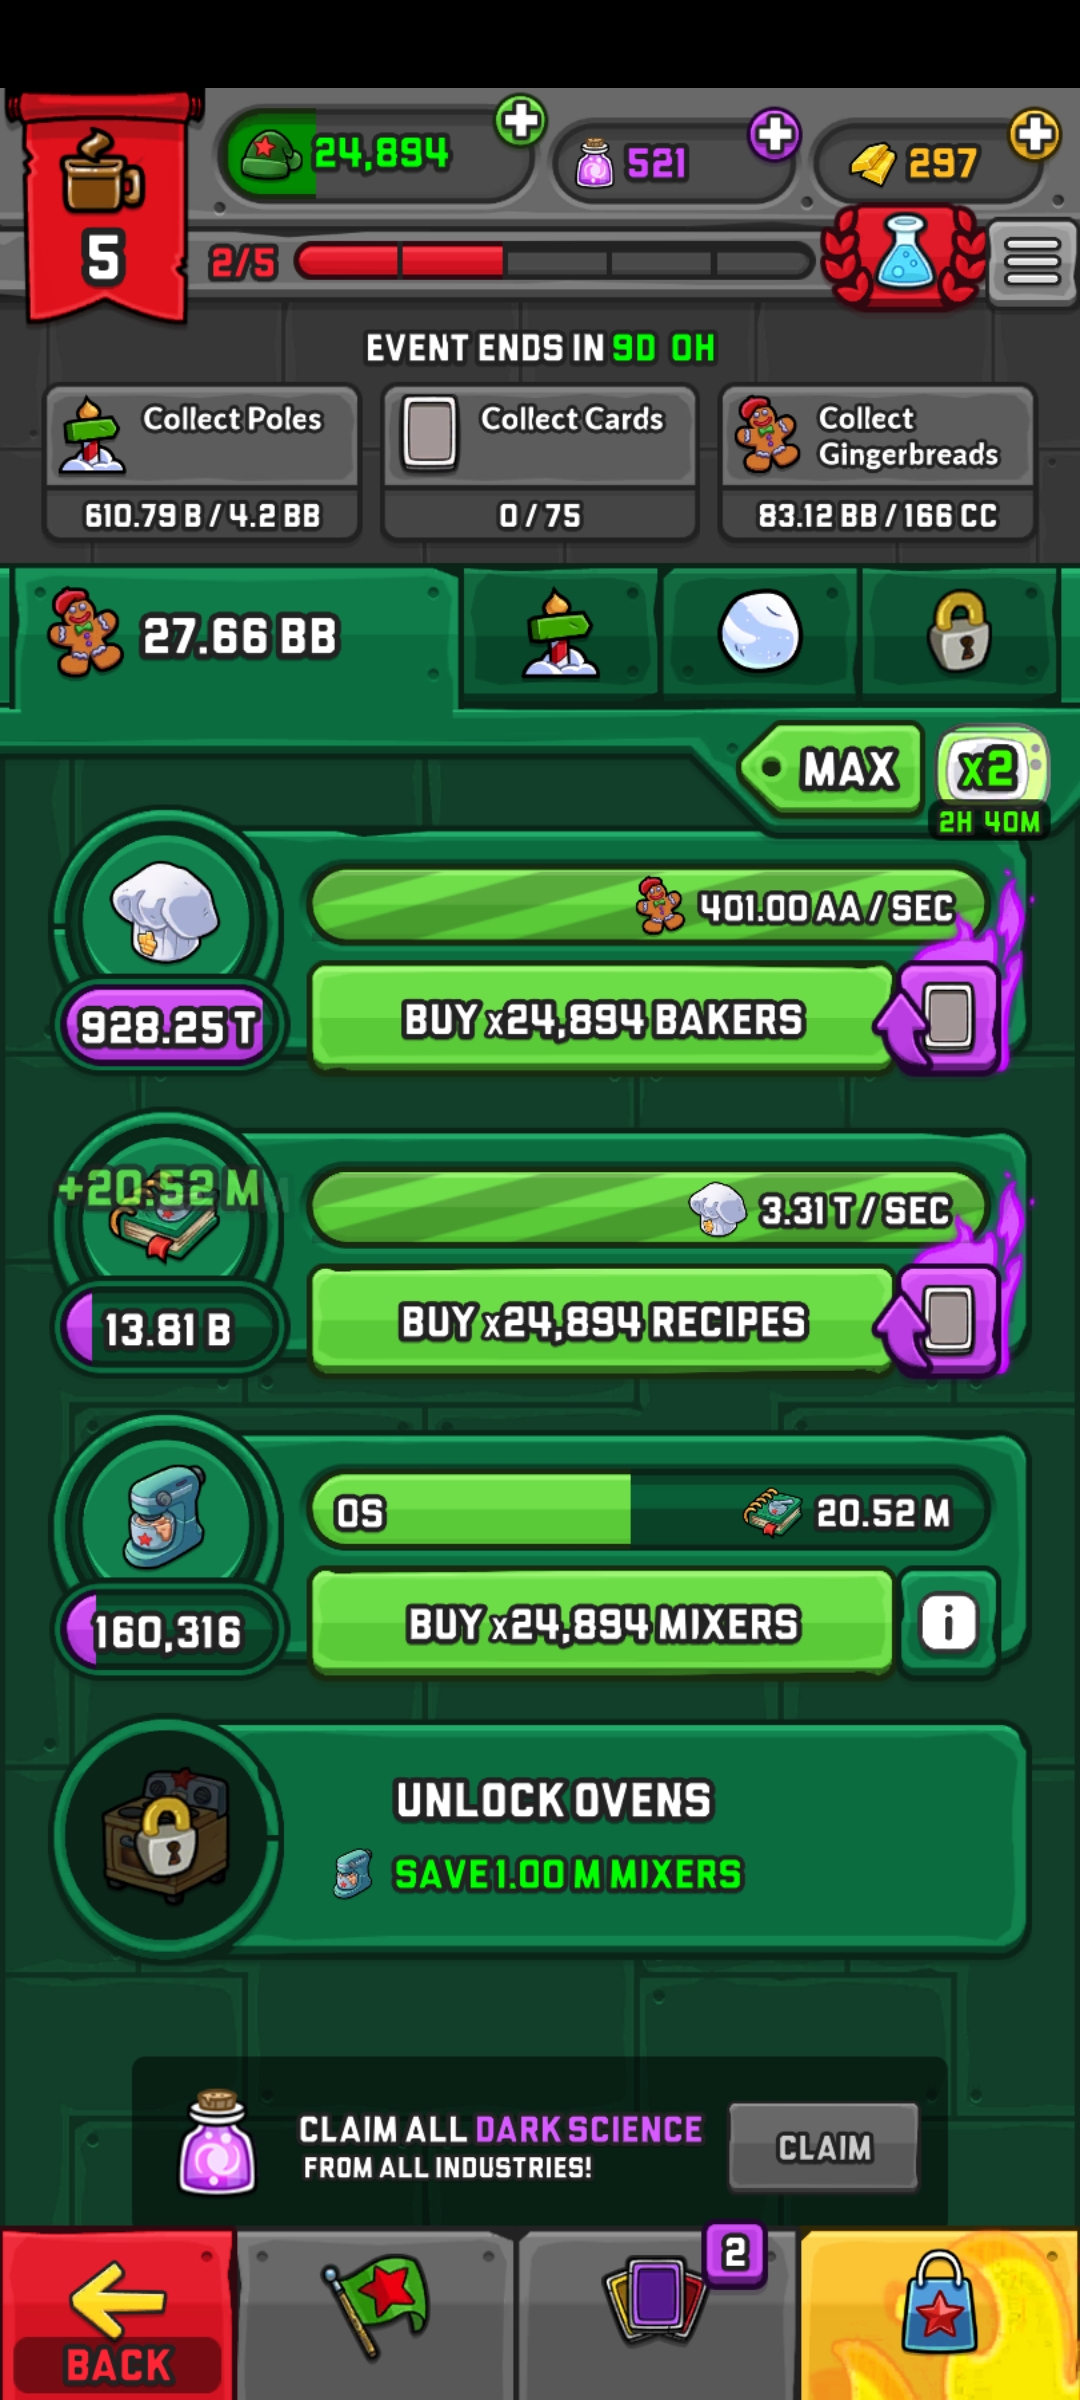 5
24,894
521
297
2/5
EVENT ENDS IN 9D 0H
Collect Poles
610.79 B / 4.2 BB
Collect Cards
0 / 75
Collect
Gingerbreads
83.12 BB / 166 CC
27.66 BB
MAX
x2
2H 40M
401.00 AA / SEC
928.25 T
BUY x24,894 BAKERS
+20.52 M
3.31 T / SEC
13.81 B
BUY x24,894 RECIPES
0S
20.52 M
160,316
BUY x24,894 MIXERS
i
UNLOCK OVENS
SAVE 1.00 M MIXERS
CLAIM ALL DARK SCIENCE
FROM ALL INDUSTRIES!
CLAIM
2
BACK